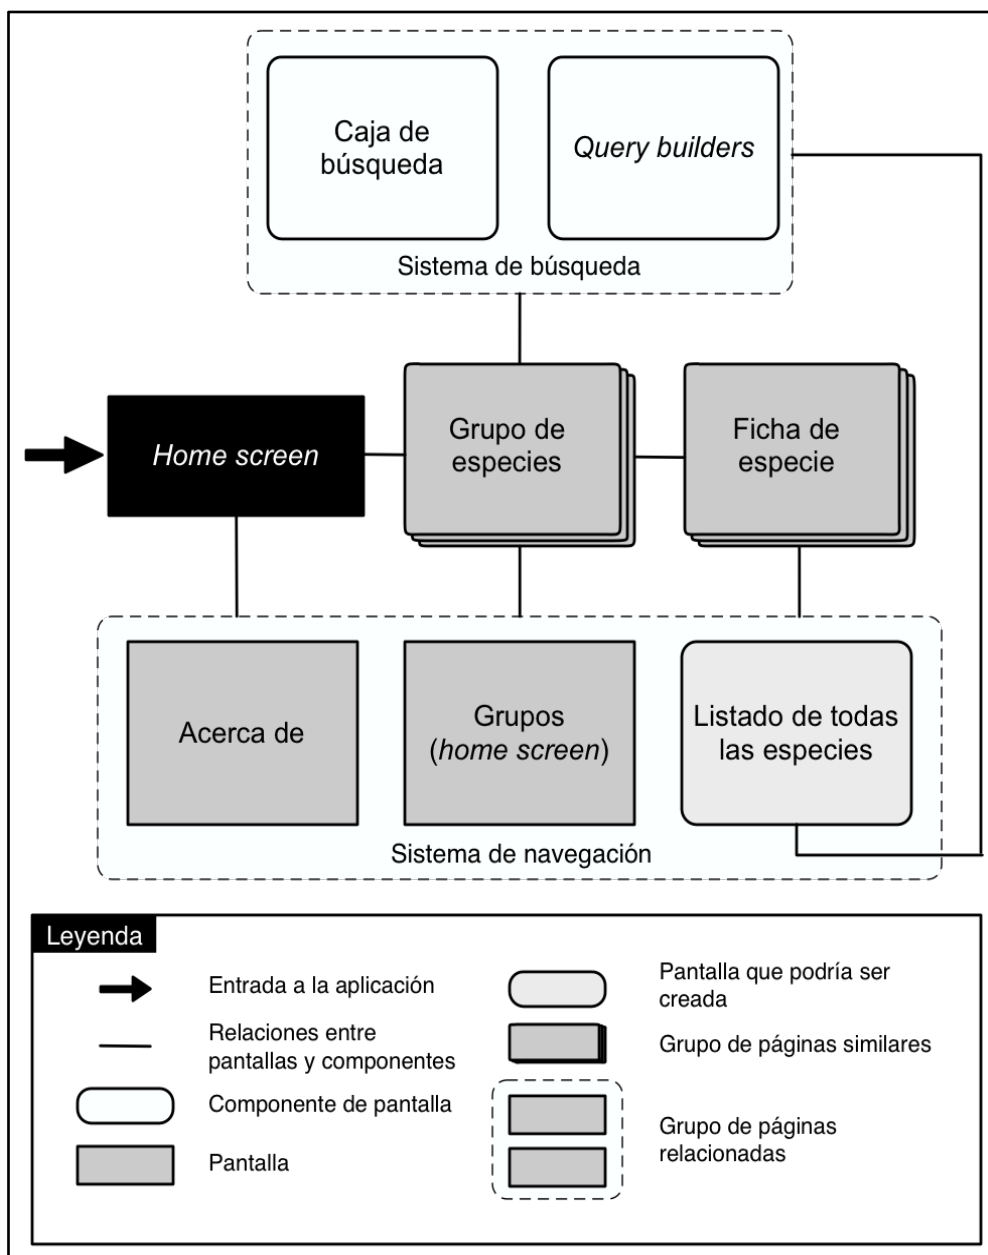 Caja de
búsqueda
Query builders
Sistema de búsqueda
Home screen
Grupo de
especies
Ficha de
especie
Acerca de
Grupos
(home screen)
Listado de todas
las especies
Sistema de navegación
Leyenda
Entrada a la aplicación
Relaciones entre
pantallas y componentes
Componente de pantalla
Pantalla
Pantalla que podría ser
creada
Grupo de páginas similares
Grupo de páginas
relacionadas